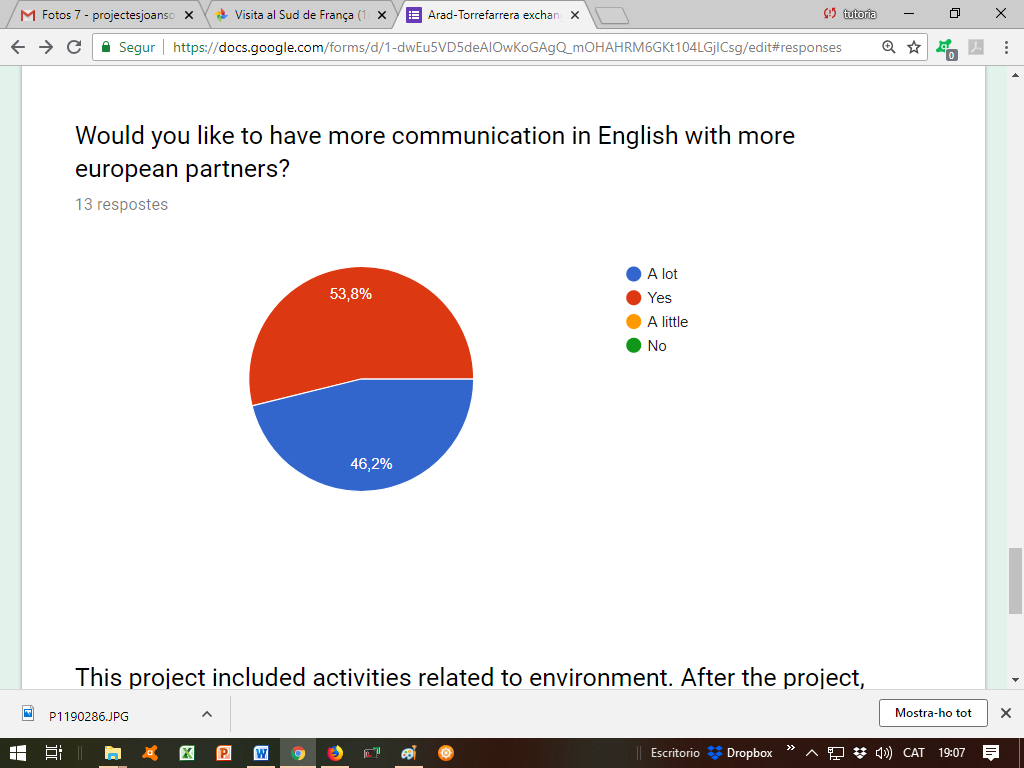 Fotos 7 - projectesjoanso
Visita al Sud de França (1
Arad-Torrefarrera exchan
tutoria
Segur
https://docs.google.com/forms/d/1-dwEu5VD5deAIOwKoGAgQ_mOHAHRM6GKt104LGjlCsg/edit#responses
0
Would you like to have more communication in English with more
european partners?
13 respostes
53,8%
46,2%
A lot
Yes
A little
No
This project included activities related to environment. After the project,
P1190286.JPG
Mostra-ho tot
Escritorio
Dropbox
CAT
19:07